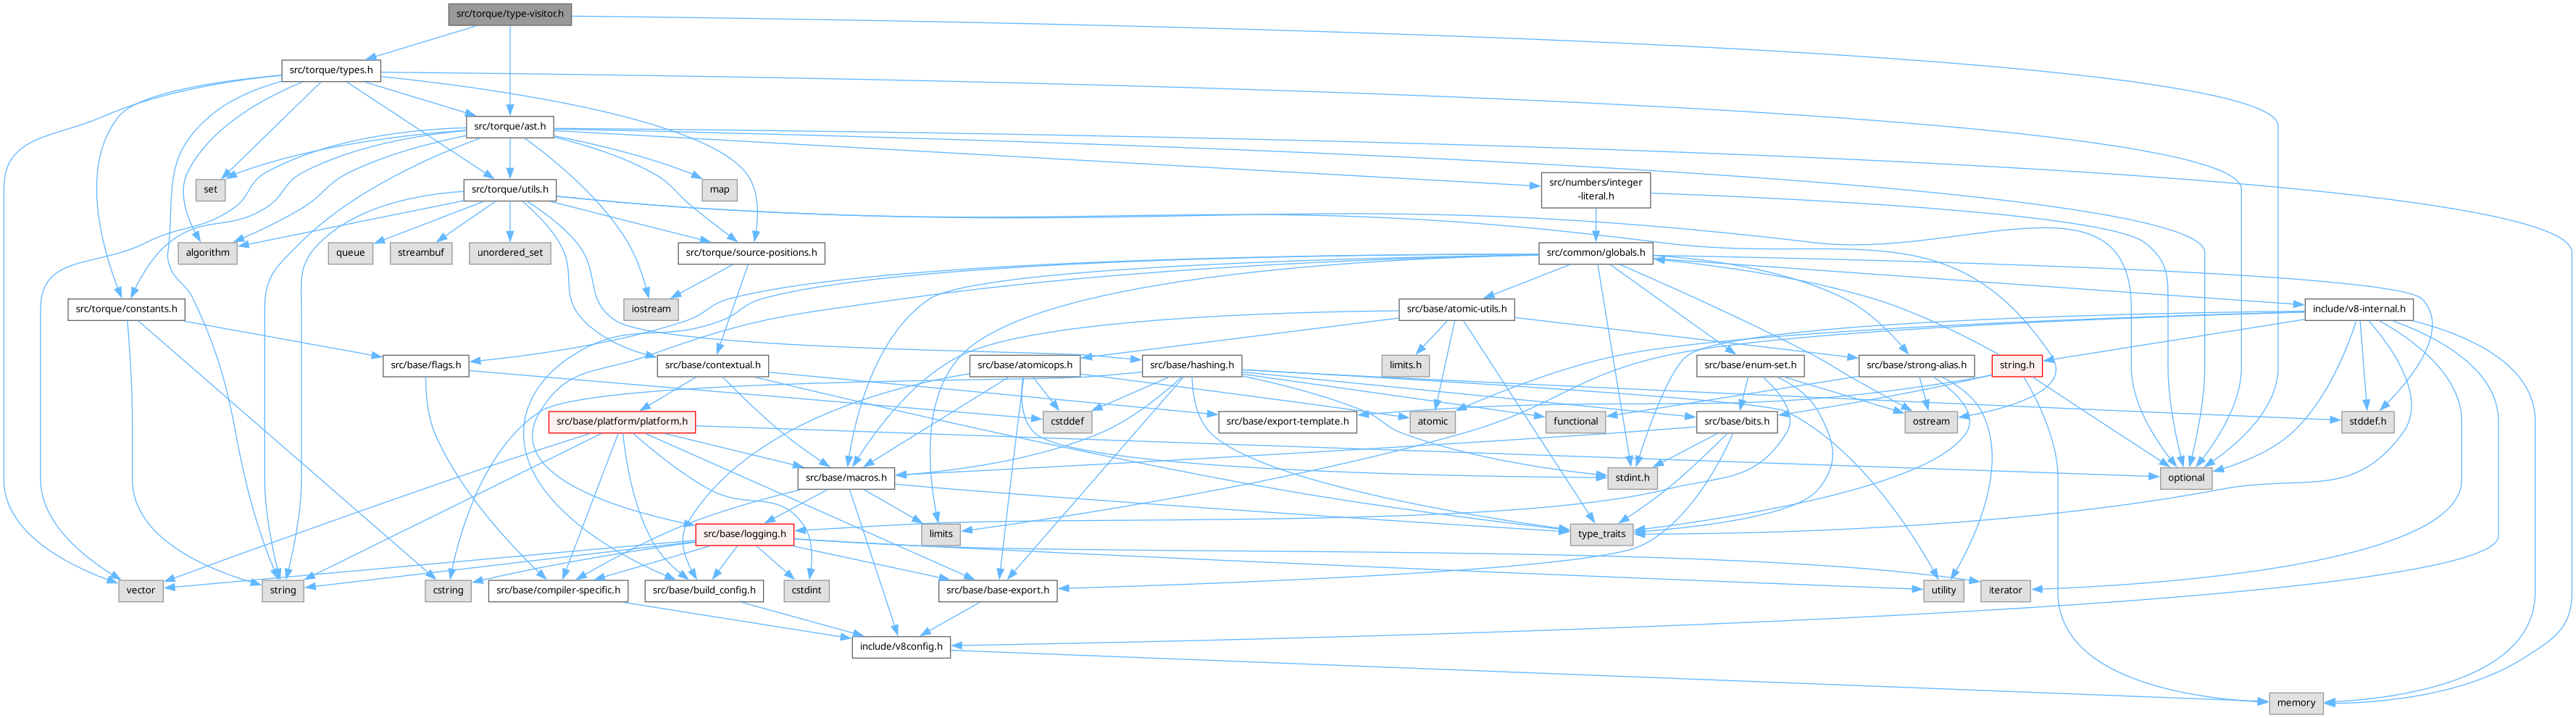 src/torque/type-visitor.h
src/torque/types.h
src/torque/ast.h
set
src/torque/utils.h
map
src/numbers/integer
-literal.h
algorithm
queue
streambuf
unordered_set
src/torque/source-positions.h
src/common/globals.h
src/torque/constants.h
iostream
src/base/atomic-utils.h
include/v8-internal.h
src/base/flags.h
src/base/contextual.h
src/base/atomicops.h
src/base/hashing.h
limits.h
src/base/enum-set.h
src/base/strong-alias.h
string.h
src/base/platform/platform.h
cstddef
src/base/export-template.h
atomic
functional
src/base/bits.h
ostream
stddef.h
src/base/macros.h
stdint.h
optional
src/base/logging.h
limits
type_traits
vector
string
cstring
src/base/compiler-specific.h
src/base/build_config.h
cstdint
src/base/base-export.h
utility
iterator
include/v8config.h
memory